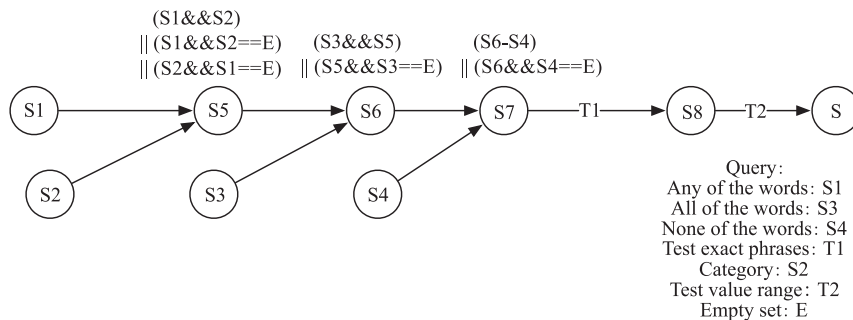 (S1&&S2)
|| (S1&&S2==E)
|| (S2&&S1==E)
(S3&&S5)
|| (S5&&S3==E)
(S6-S4)
|| (S6&&S4==E)
S1
S5
S6
S7
T1
S8
T2
S
S2
S3
S4
Query:
Any of the words: S1
All of the words: S3
None of the words: S4
Test exact phrases: T1
Category: S2
Test value range: T2
Empty set: E